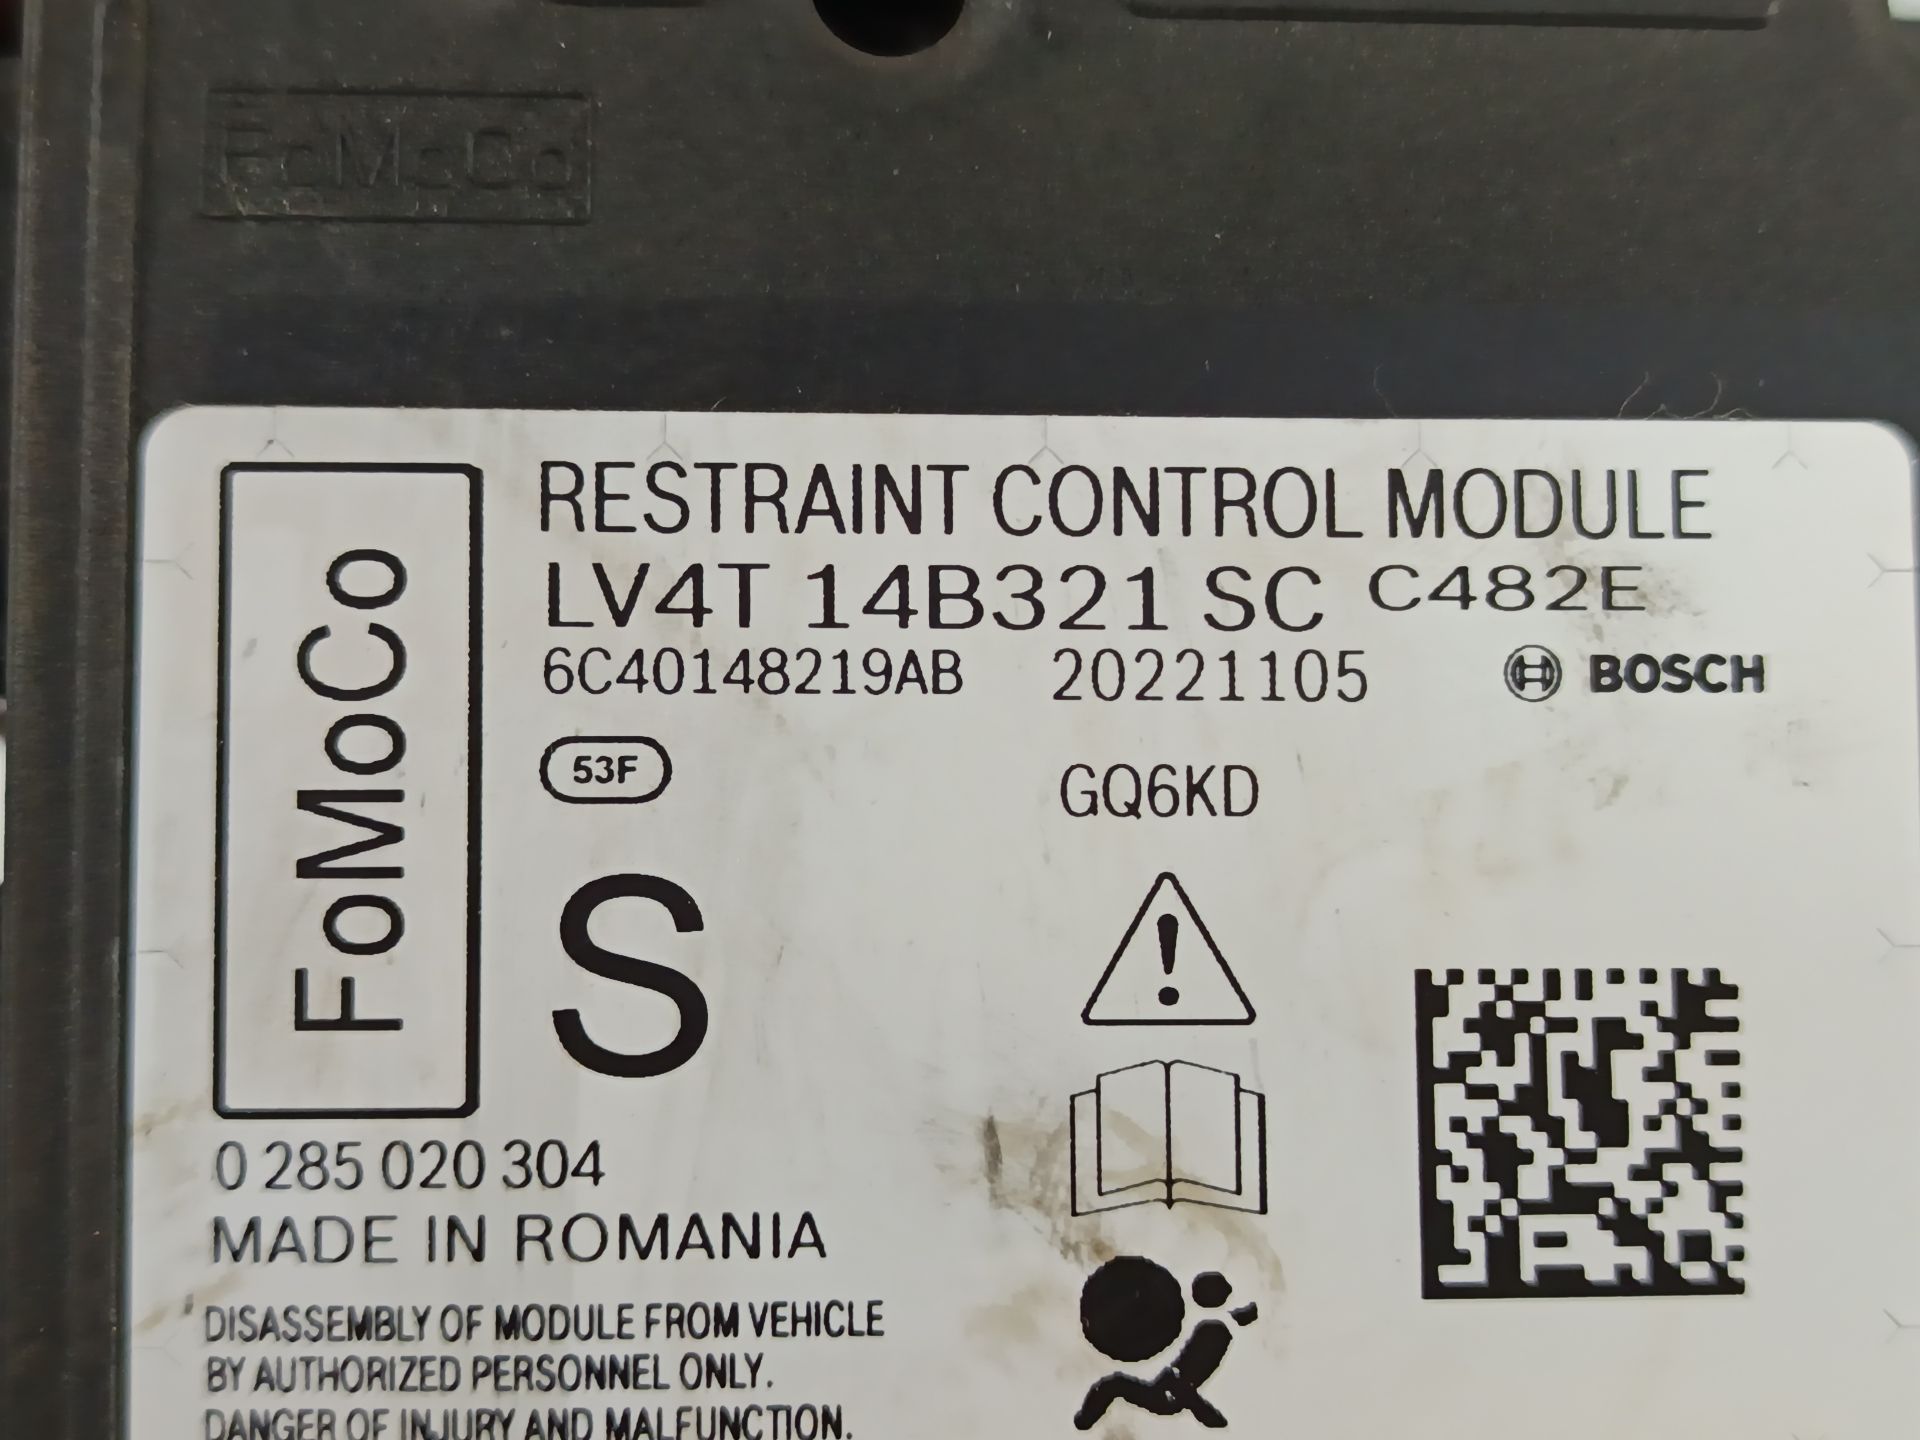 FoMoCo
FoMoCo
RESTRAINT CONTROL MODULE
LV4T 14B321 SC C482E
6C40148219AB 20221105 BOSCH
53F GQ6KD
S
0 285 020 304
MADE IN ROMANIA
DISASSEMBLY OF MODULE FROM VEHICLE
BY AUTHORIZED PERSONNEL ONLY.
DANGER OF INJURY AND MALFUNCTION.